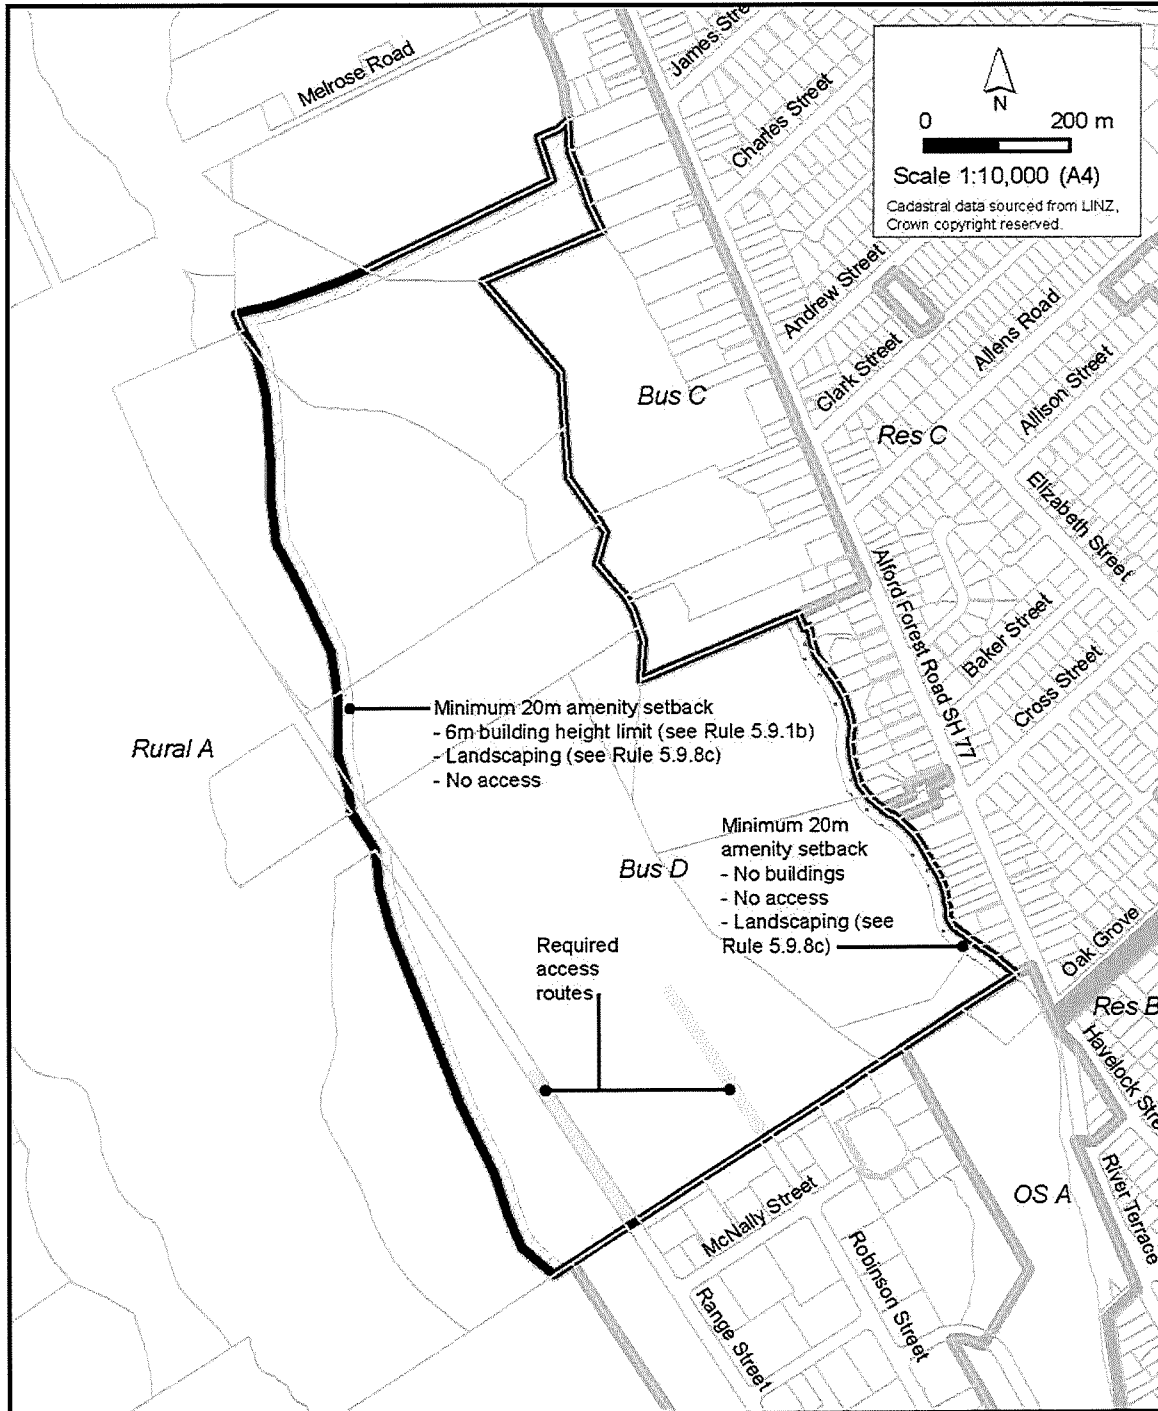 Melrose Road
James Stre
Charles Street
N
0 200 m
Scale 1:10,000 (A4)
Cadastral data sourced from LINZ,
Crown copyright reserved.
Andrew Street
Clark Street
Allens Road
Allison Street
Bus C
Res C
Elizabeth Street
Alford Forest Road SH 77
Baker Street
Cross Street
Rural A
Minimum 20m amenity setback
- 6m building height limit (see Rule 5.9.1b)
- Landscaping (see Rule 5.9.8c)
- No access
Bus D
Minimum 20m
amenity setback
- No buildings
- No access
- Landscaping (see
Rule 5.9.8c)
Required
access
routes
Oak Grove
Res B
Havelock Stre
OS A
River Terrace
McNally Street
Robinson Street
Range Street